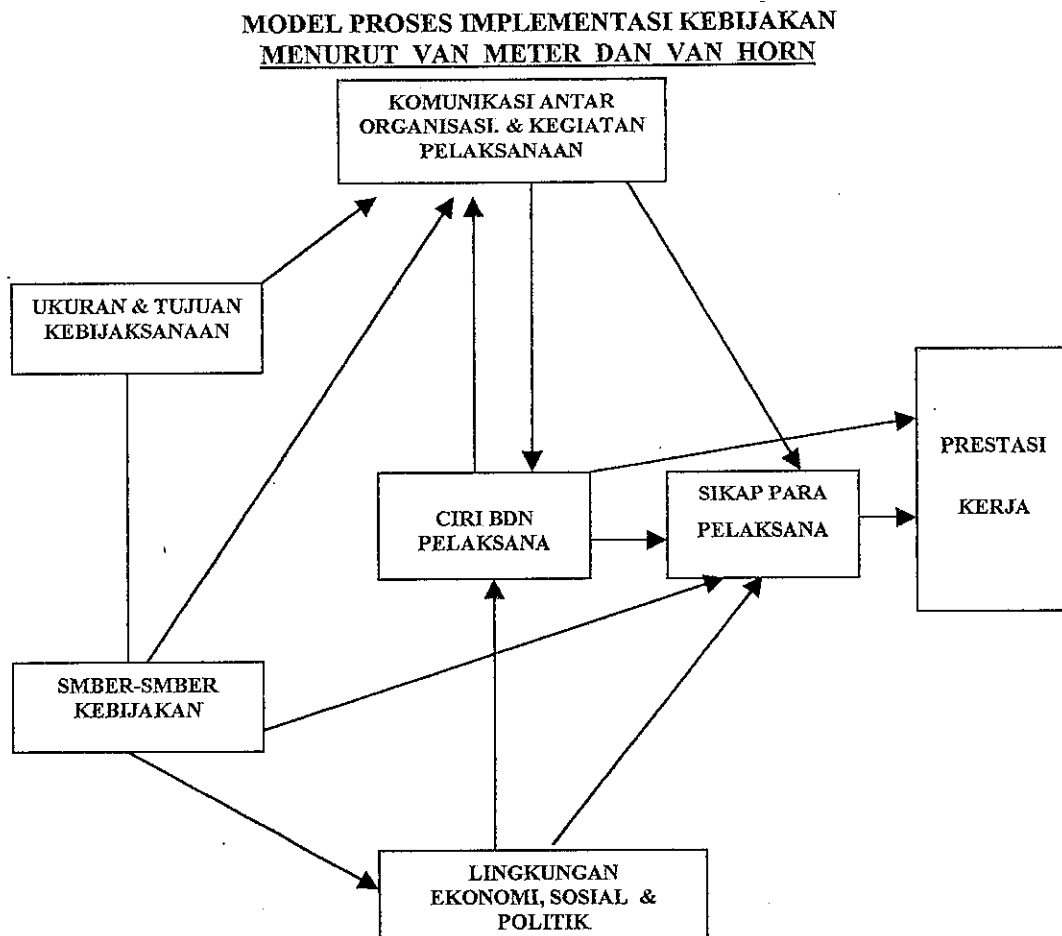 MODEL PROSES IMPLEMENTASI KEBIJAKAN
MENURUT VAN METER DAN VAN HORN
KOMUNIKASI ANTAR
ORGANISASI. & KEGIATAN
PELAKSANAAN
UKURAN & TUJUAN
KEBIJAKSANAAN
PRESTASI
KERJA
CIRI BDN
PELAKSANA
SIKAP PARA
PELAKSANA
SMBER-SMBER
KEBIJAKAN
LINGKUNGAN
EKONOMI, SOSIAL &
POLITIK